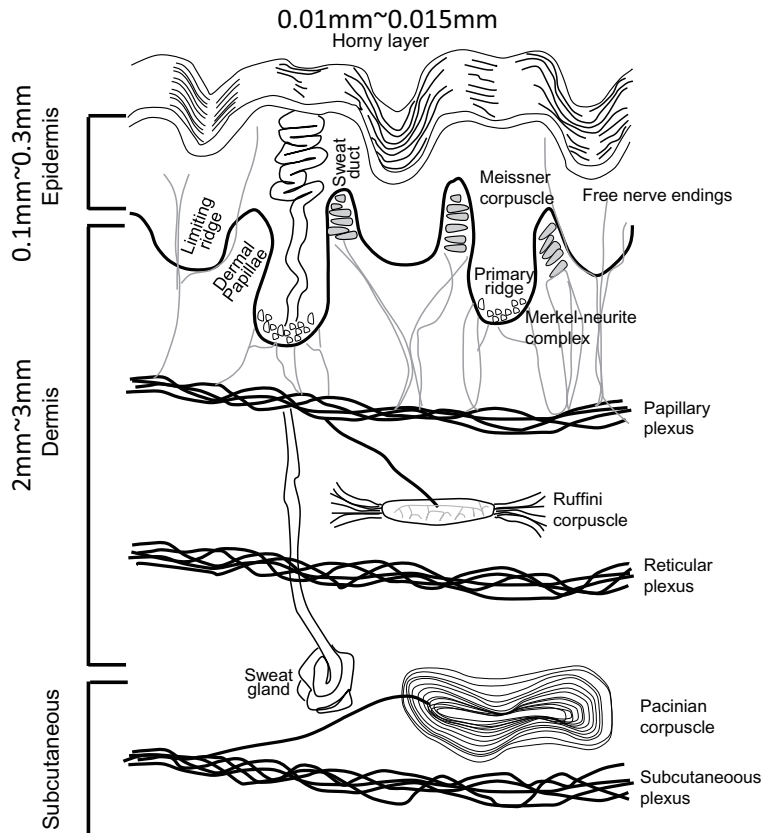 0.01mm~0.015mm
Horny layer
0.1mm~0.3mm
Epidermis
Sweat
duct
Meissner
corpuscle
Free nerve endings
Limiting
ridge
Dermal
Papillae
Primary
ridge
Merkel-neurite
complex
2mm~3mm
Dermis
Papillary
plexus
Ruffini
corpuscle
Reticular
plexus
Sweat
gland
Pacinian
corpuscle
Subcutaneous
Subcutaneoous
plexus